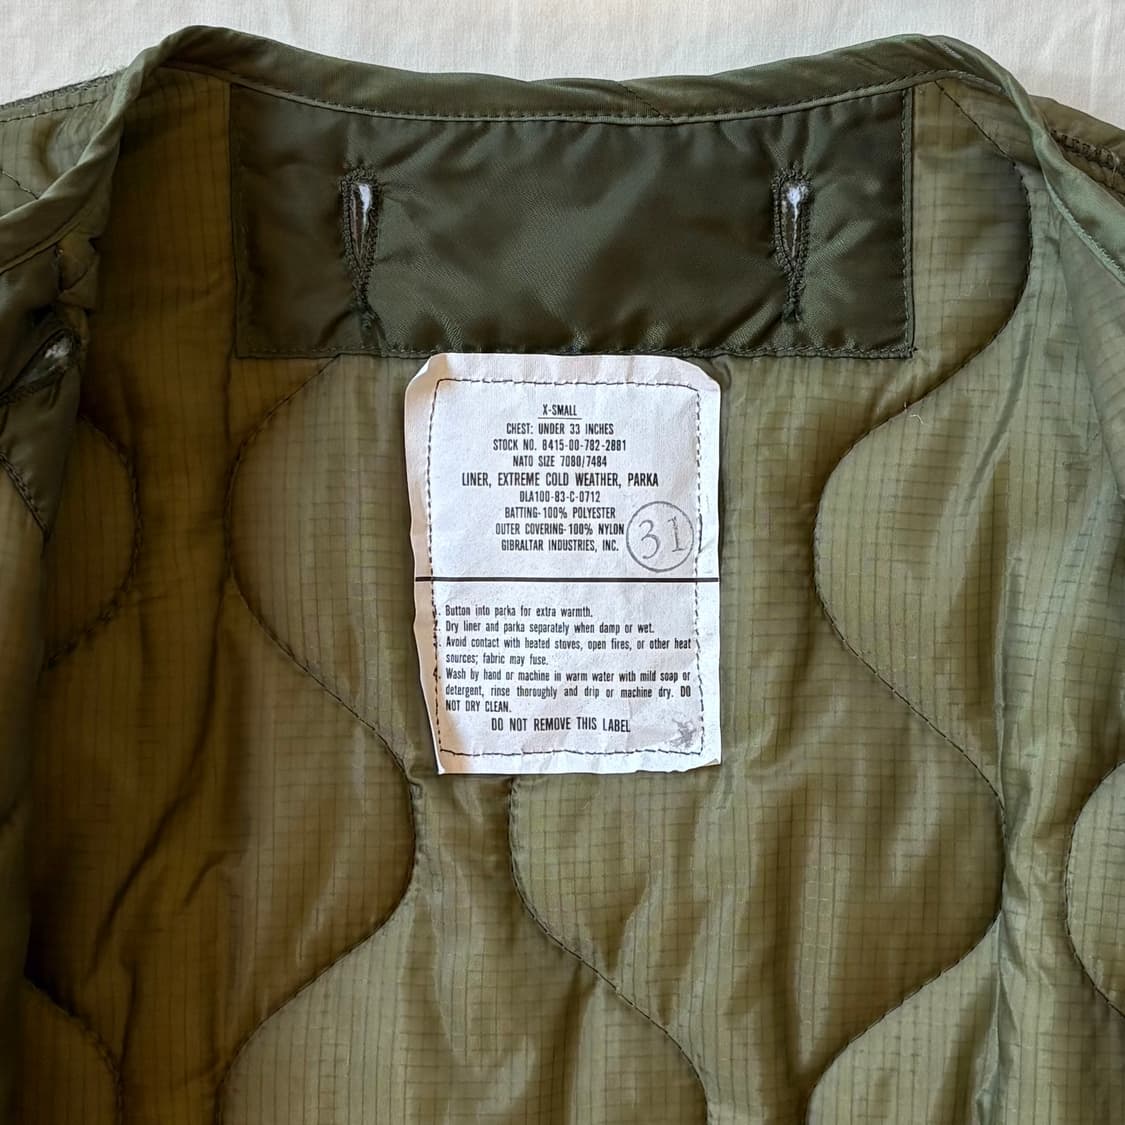 X-SMALL
CHEST: UNDER 33 INCHES
STOCK NO. 8415-00-782-2881
NATO SIZE 7080/7484
LINER, EXTREME COLD WEATHER, PARKA
DLA100-83-C-0712
BATTING-100% POLYESTER
OUTER COVERING-100% NYLON
GIBRALTAR INDUSTRIES, INC.
31
. Button into parka for extra warmth.
. Dry liner and parka separately when damp or wet.
. Avoid contact with heated stoves, open fires, or other heat
sources; fabric may fuse.
. Wash by hand or machine in warm water with mild soap or
detergent, rinse thoroughly and drip or machine dry. DO
NOT DRY CLEAN.
DO NOT REMOVE THIS LABEL